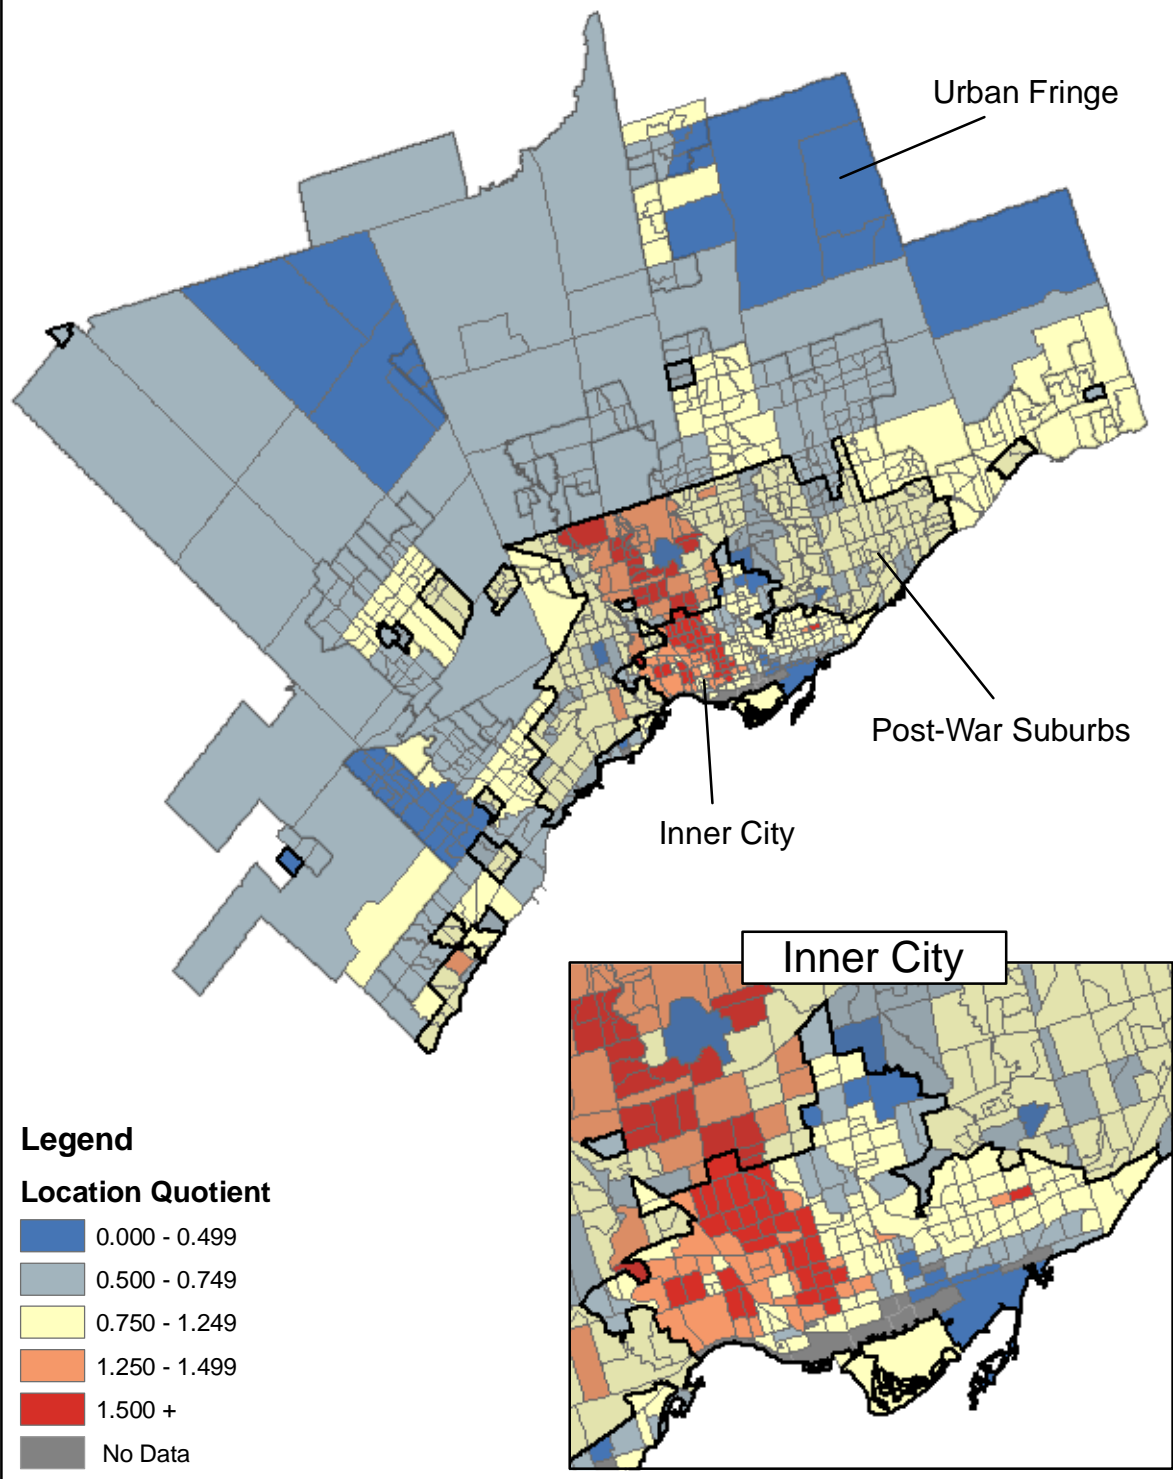 Urban Fringe
Post-War Suburbs
Inner City
Inner City
Legend
Location Quotient
0.000 - 0.499
0.500 - 0.749
0.750 - 1.249
1.250 - 1.499
1.500 +
No Data